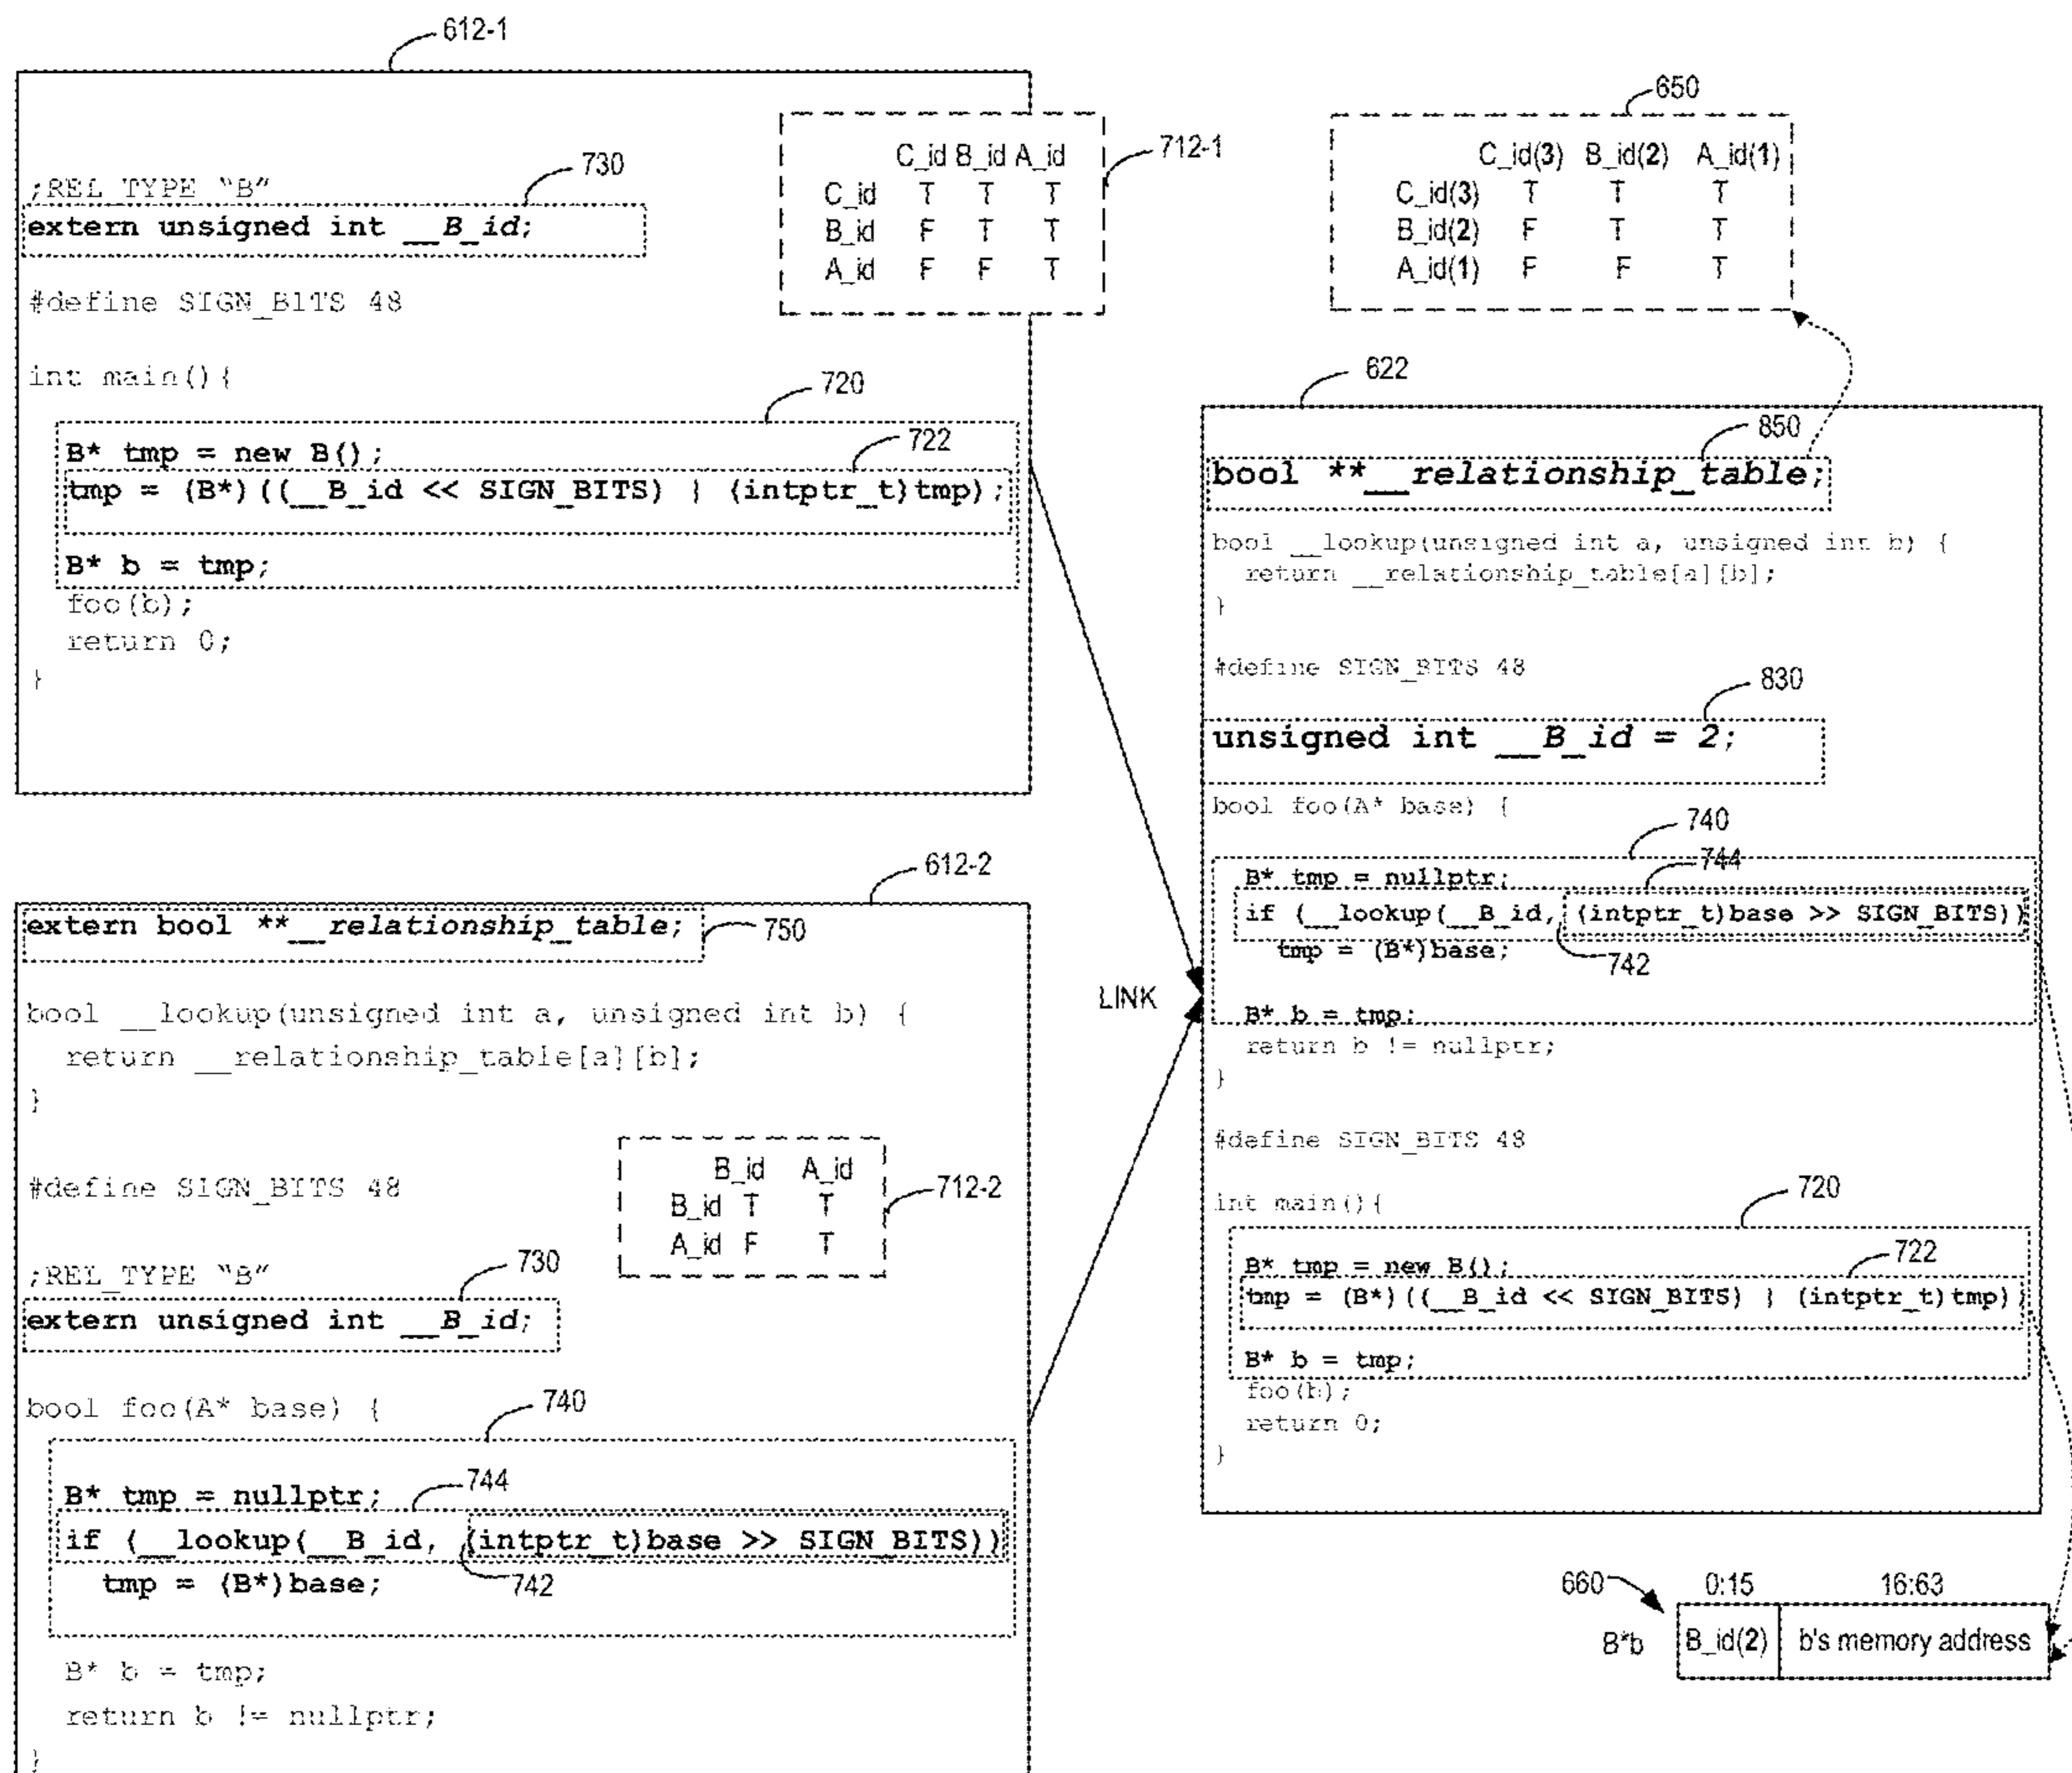 612-1
C_id B_id A_id
C_id T T T
B_id F T T
A_id F F T
712-1
;REL_TYPE “B”
730
extern unsigned int __B_id;
#define SIGN_BITS 48
int main(){
720
B* tmp = new B();
722
tmp = (B*)((__B_id << SIGN_BITS) | (intptr_t)tmp);
B* b = tmp;
foo(b);
return 0;
}
612-2
extern bool **__relationship_table;
750
bool __lookup(unsigned int a, unsigned int b) {
return __relationship_table[a][b];
}
#define SIGN_BITS 48
B_id A_id
B_id T T
A_id F T
712-2
;REL_TYPE “B”
730
extern unsigned int __B_id;
bool foo(A* base) {
740
B* tmp = nullptr;
744
if (__lookup(__B_id, (intptr_t)base >> SIGN_BITS))
tmp = (B*)base;
742
B* b = tmp;
return b != nullptr;
}
LINK
650
C_id(3) B_id(2) A_id(1)
C_id(3) T T T
B_id(2) F T T
A_id(1) F F T
622
850
bool **__relationship_table;
bool __lookup(unsigned int a, unsigned int b) {
return __relationship_table[a][b];
}
#define SIGN_BITS 48
830
unsigned int __B_id = 2;
bool foo(A* base) {
740
B* tmp = nullptr;
744
if (__lookup(__B_id, (intptr_t)base >> SIGN_BITS))
tmp = (B*)base;
742
B* b = tmp;
return b != nullptr;
}
#define SIGN_BITS 48
int main(){
720
B* tmp = new B();
722
tmp = (B*)((__B_id << SIGN_BITS) | (intptr_t)tmp);
B* b = tmp;
foo(b);
return 0;
}
660
0:15 16:63
B*b B_id(2) b's memory address